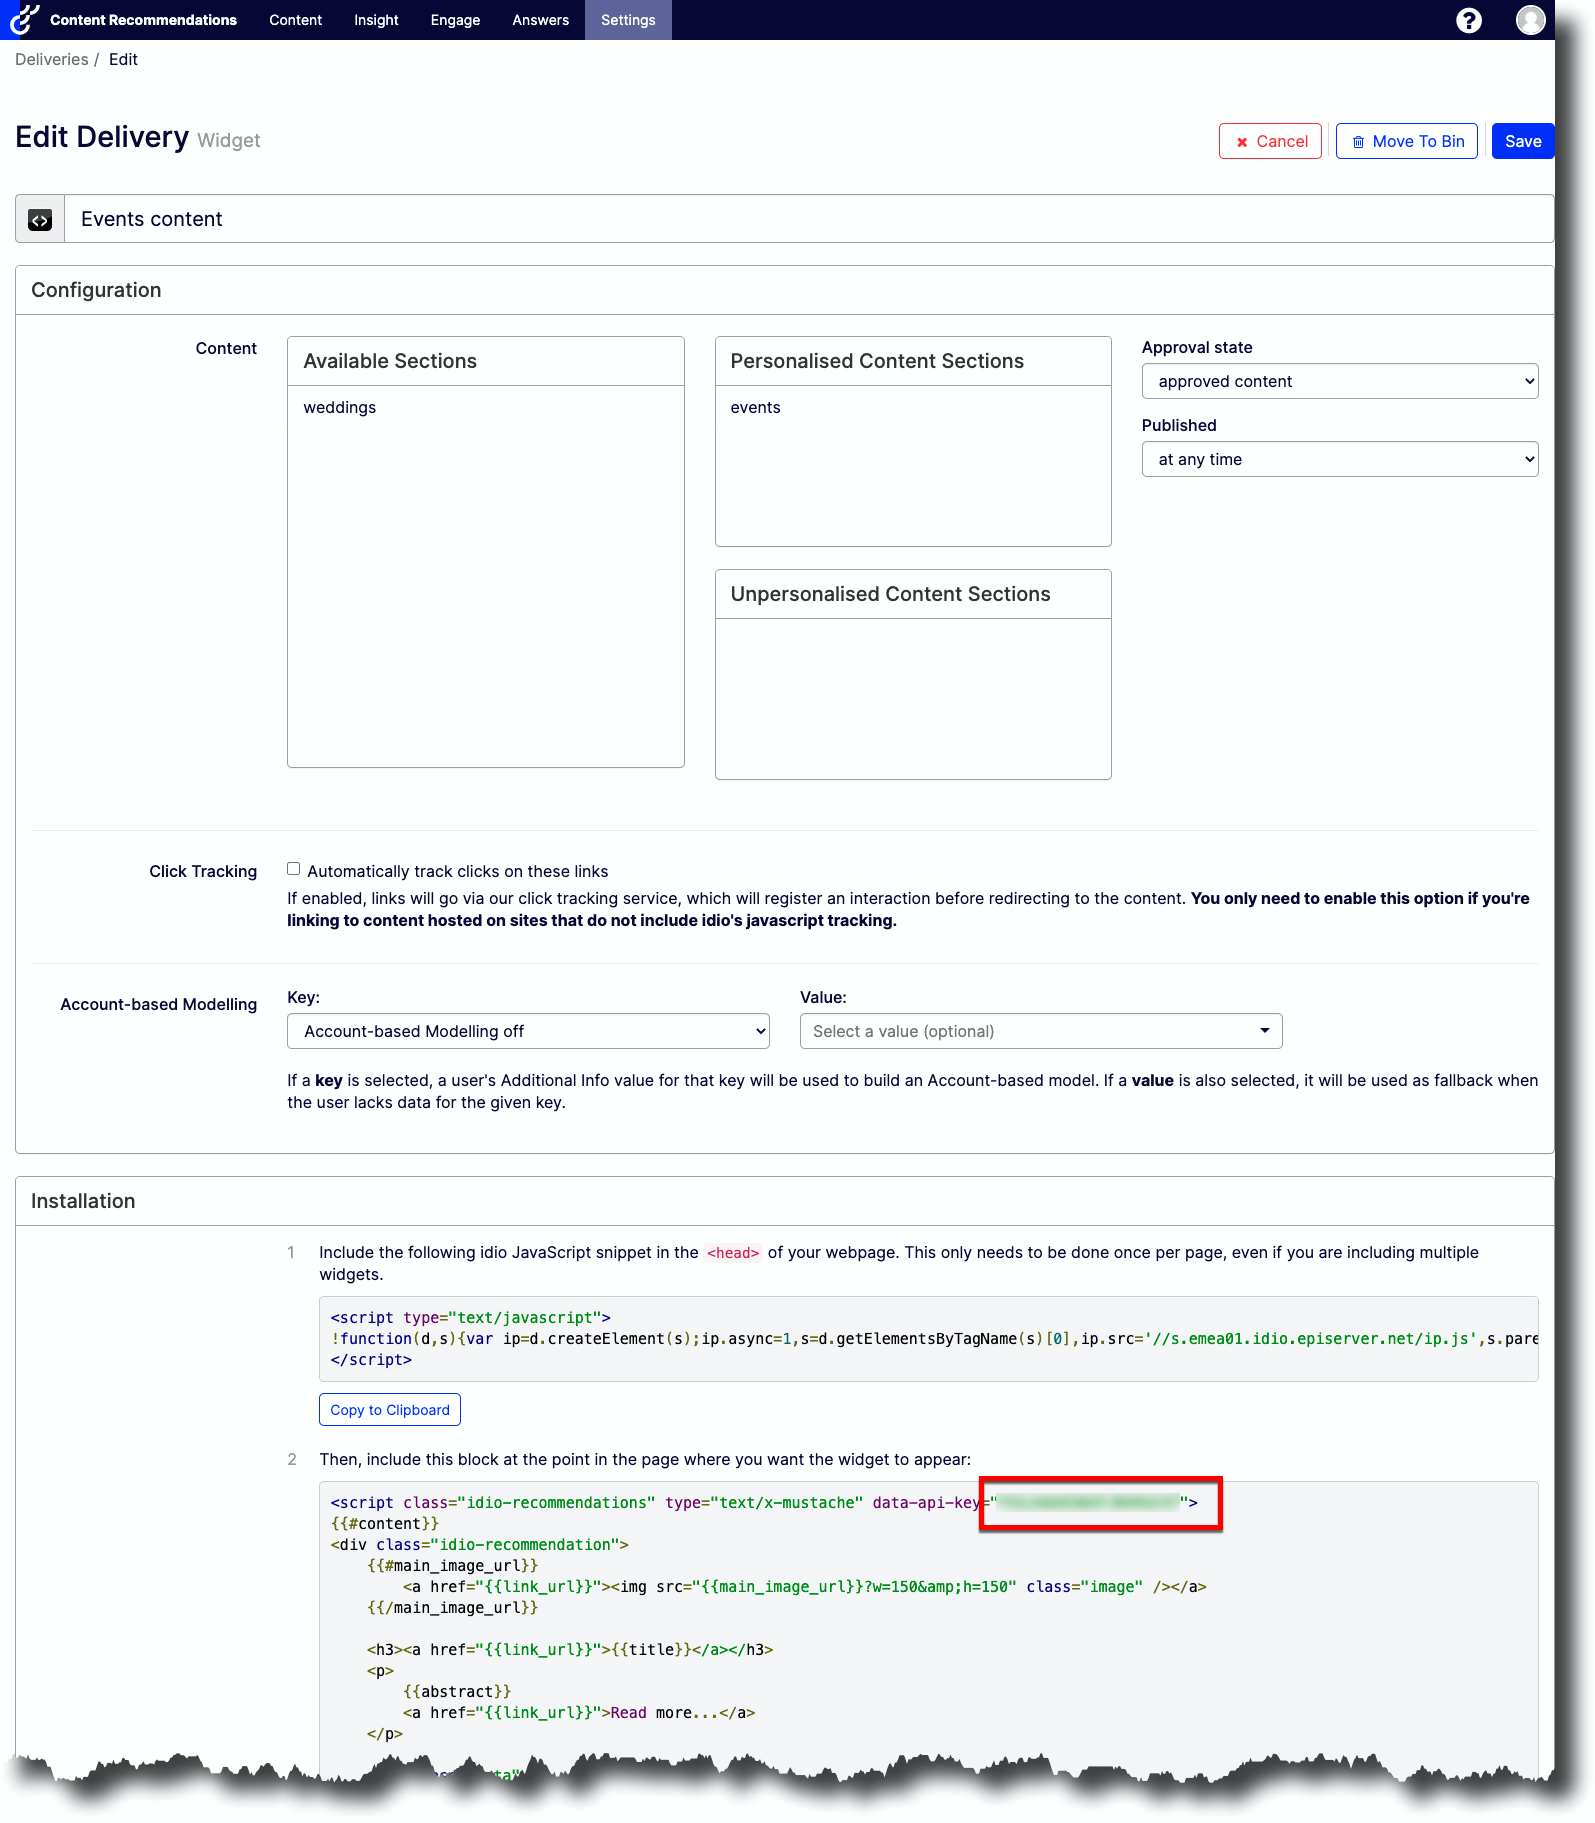 Content Recommendations Content Insight Engage Answers Settings
Deliveries / Edit
Edit Delivery Widget
Cancel Move To Bin Save
Events content
Configuration
Content
Available Sections
weddings
Personalised Content Sections
events
Unpersonalised Content Sections
Approval state
approved content
Published
at any time
Click Tracking
Automatically track clicks on these links
If enabled, links will go via our click tracking service, which will register an interaction before redirecting to the content. You only need to enable this option if you're
linking to content hosted on sites that do not include idio's javascript tracking.
Account-based Modelling
Key:
Account-based Modelling off
Value:
Select a value (optional)
If a key is selected, a user's Additional Info value for that key will be used to build an Account-based model. If a value is also selected, it will be used as fallback when
the user lacks data for the given key.
Installation
1 Include the following idio JavaScript snippet in the <head> of your webpage. This only needs to be done once per page, even if you are including multiple
widgets.
<script type="text/javascript">
!function(d,s){var ip=d.createElement(s);ip.async=1,s=d.getElementsByTagName(s)[0],ip.src='//s.emea01.idio.episerver.net/ip.js',s.pare
</script>
Copy to Clipboard
2 Then, include this block at the point in the page where you want the widget to appear:
<script class="idio-recommendations" type="text/x-mustache" data-api-key="">
{{#content}}
<div class="idio-recommendation">
{{#main_image_url}}
<a href="{{link_url}}"><img src="{{main_image_url}}?w=150&amp;h=150" class="image" /></a>
{{/main_image_url}}
<h3><a href="{{link_url}}">{{title}}</a></h3>
<p>
{{abstract}}
<a href="{{link_url}}">Read more...</a>
</p>